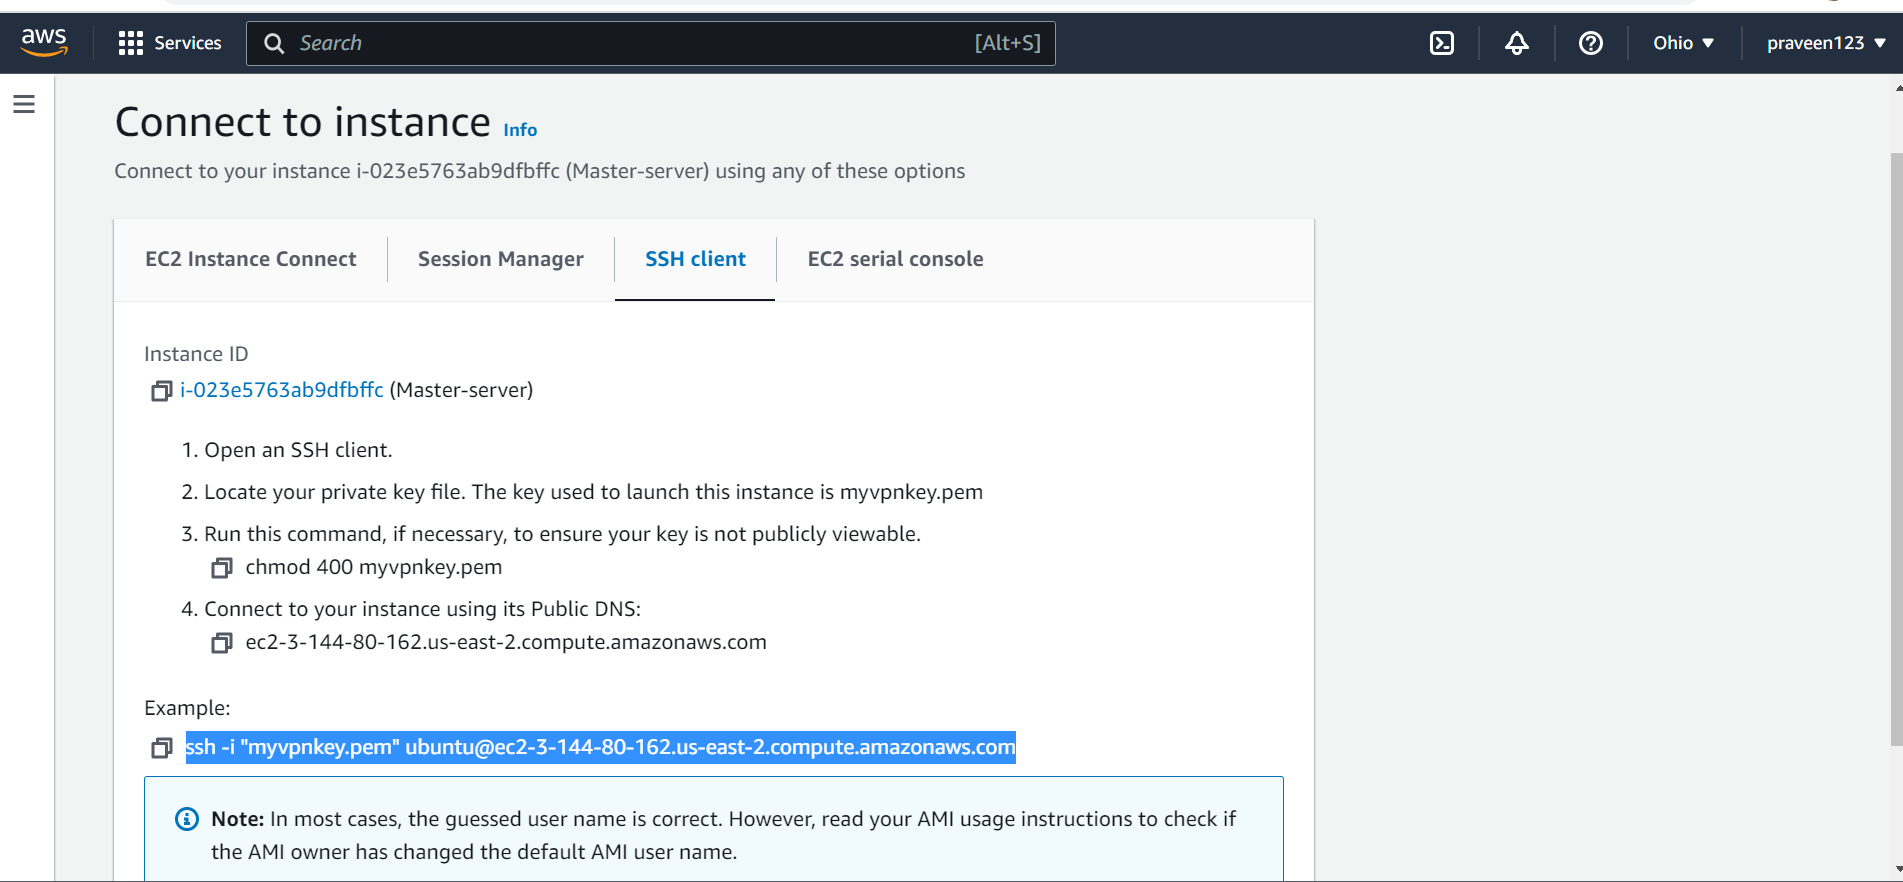 aws
Services
Search
[Alt+S]
Ohio
praveen123
Connect to instance Info
Connect to your instance i-023e5763ab9dfbffc (Master-server) using any of these options
EC2 Instance Connect
Session Manager
SSH client
EC2 serial console
Instance ID
i-023e5763ab9dfbffc (Master-server)
1. Open an SSH client.
2. Locate your private key file. The key used to launch this instance is myvpnkey.pem
3. Run this command, if necessary, to ensure your key is not publicly viewable.
chmod 400 myvpnkey.pem
4. Connect to your instance using its Public DNS:
ec2-3-144-80-162.us-east-2.compute.amazonaws.com
Example:
ssh -i "myvpnkey.pem" ubuntu@ec2-3-144-80-162.us-east-2.compute.amazonaws.com
Note: In most cases, the guessed user name is correct. However, read your AMI usage instructions to check if
the AMI owner has changed the default AMI user name.